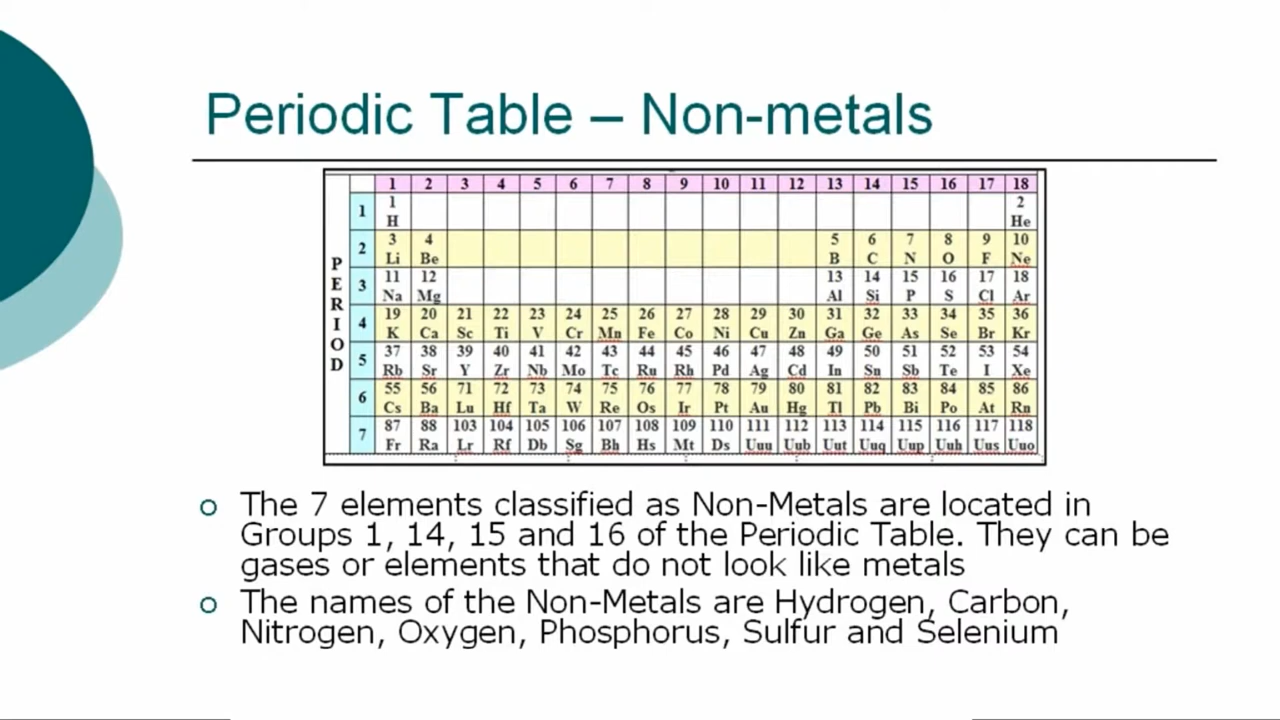 Periodic Table – Non-metals
1 2 3 4 5 6 7 8 9 10 11 12 13 14 15 16 17 18
PERIOD
1 1 2
H He
2 3 4 5 6 7 8 9 10
Li Be B C N O F Ne
3 11 12 13 14 15 16 17 18
Na Mg Al Si P S Cl Ar
4 19 20 21 22 23 24 25 26 27 28 29 30 31 32 33 34 35 36
K Ca Sc Ti V Cr Mn Fe Co Ni Cu Zn Ga Ge As Se Br Kr
5 37 38 39 40 41 42 43 44 45 46 47 48 49 50 51 52 53 54
Rb Sr Y Zr Nb Mo Tc Ru Rh Pd Ag Cd In Sn Sb Te I Xe
6 55 56 71 72 73 74 75 76 77 78 79 80 81 82 83 84 85 86
Cs Ba Lu Hf Ta W Re Os Ir Pt Au Hg Tl Pb Bi Po At Rn
7 87 88 103 104 105 106 107 108 109 110 111 112 113 114 115 116 117 118
Fr Ra Lr Rf Db Sg Bh Hs Mt Ds Uuu Uub Uut Uuq Uup Uuh Uus Uuo
The 7 elements classified as Non-Metals are located in
Groups 1, 14, 15 and 16 of the Periodic Table. They can be
gases or elements that do not look like metals
The names of the Non-Metals are Hydrogen, Carbon,
Nitrogen, Oxygen, Phosphorus, Sulfur and Selenium